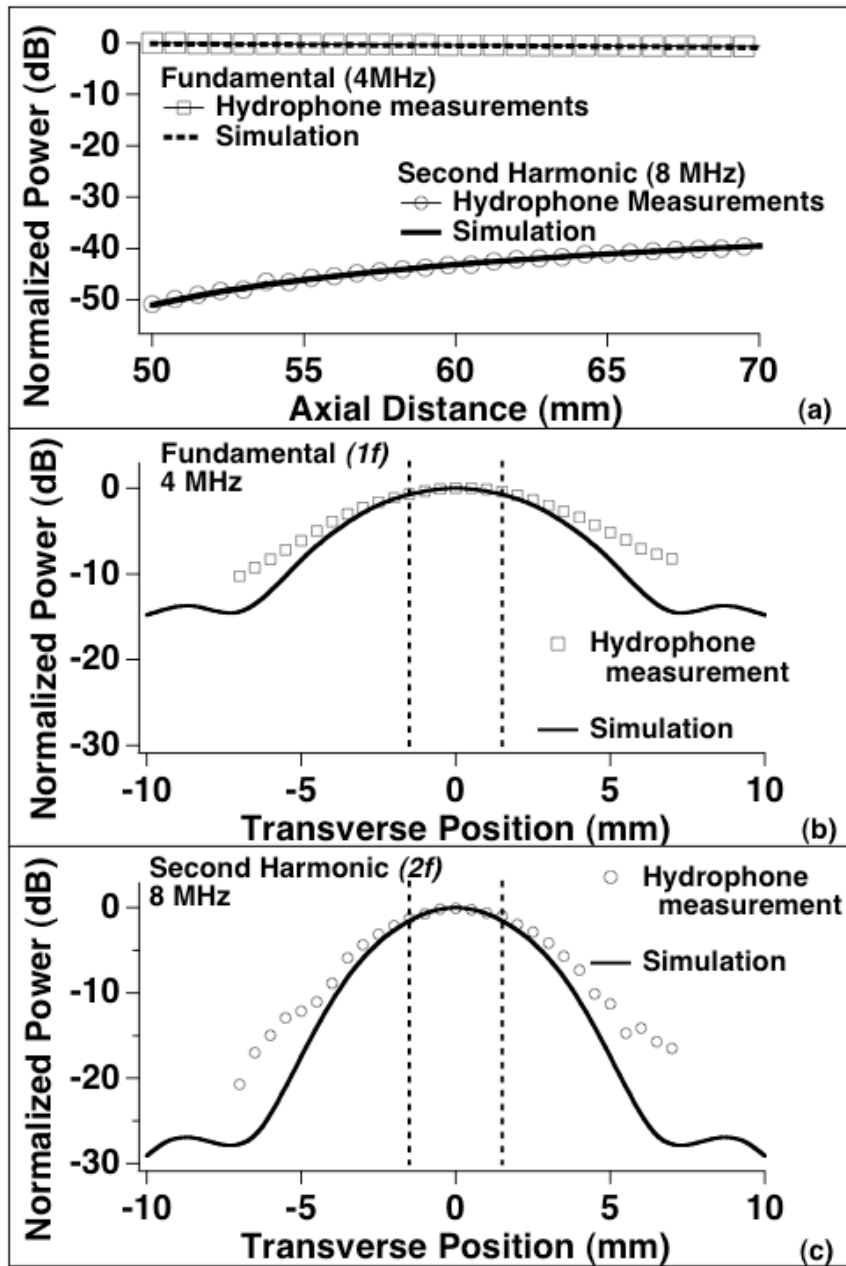 Normalized Power (dB)
0
-10
-20
-30
-40
-50
Fundamental (4MHz)
Hydrophone measurements
Simulation
Second Harmonic (8 MHz)
Hydrophone Measurements
Simulation
50
55
60
65
70
Axial Distance (mm)
(a)
Normalized Power (dB)
Fundamental (1f)
4 MHz
0
-10
-20
-30
Hydrophone
measurement
Simulation
-10
-5
0
5
10
Transverse Position (mm)
(b)
Normalized Power (dB)
Second Harmonic (2f)
8 MHz
0
-10
-20
-30
Hydrophone
measurement
Simulation
-10
-5
0
5
10
Transverse Position (mm)
(c)